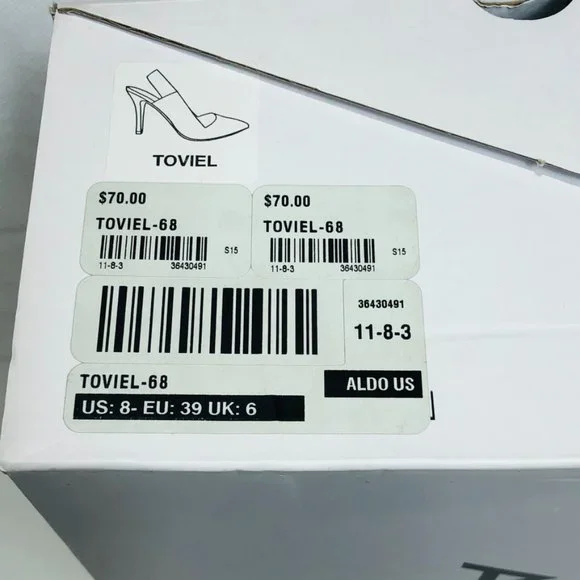 TOVIEL
$70.00
TOVIEL-68
S15
11-8-3 36430491
$70.00
TOVIEL-68
S15
11-8-3 36430491
36430491
11-8-3
TOVIEL-68
ALDO US
US: 8- EU: 39 UK: 6